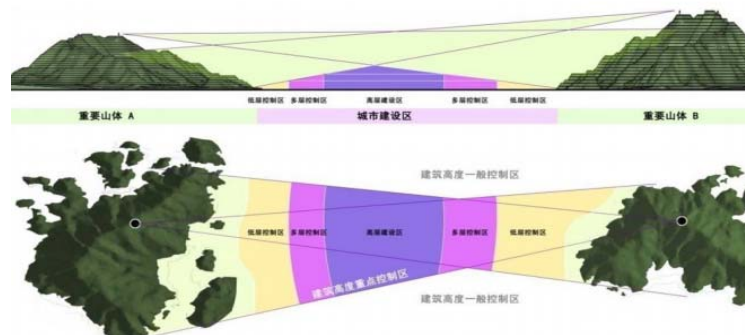 低层控制区 多层控制区 高层建设区 多层控制区 低层控制区
重要山体 A 城市建设区 重要山体 B
建筑高度一般控制区
低层控制区 多层控制区 高层建设区 多层控制区 低层控制区
建筑高度重点控制区
建筑高度一般控制区